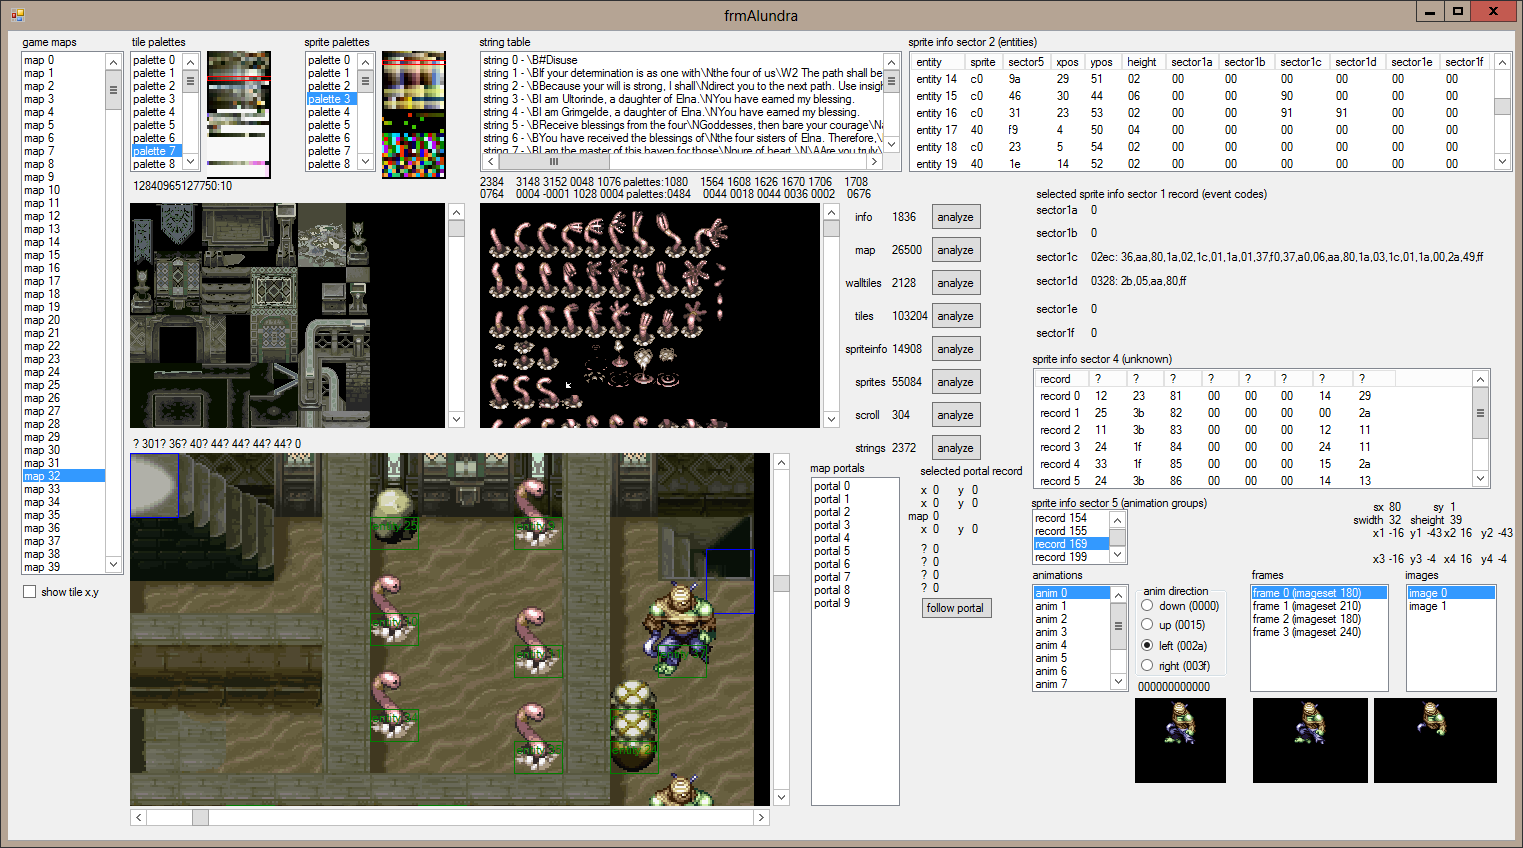 frmAlundra
game maps
map 0
map 1
map 2
map 3
map 4
map 5
map 6
map 7
map 8
map 9
map 10
map 11
map 12
map 13
map 14
map 15
map 16
map 17
map 18
map 19
map 20
map 21
map 22
map 23
map 24
map 25
map 26
map 27
map 28
map 29
map 30
map 31
map 32
map 33
map 34
map 35
map 36
map 37
map 38
map 39
show tile x,y
tile palettes
palette 0
palette 1
palette 2
palette 3
palette 4
palette 5
palette 6
palette 7
palette 8
12840965127750:10
sprite palettes
palette 0
palette 1
palette 2
palette 3
palette 4
palette 5
palette 6
palette 7
palette 8
string table
string 0 - \B#Disuse
string 1 - \BIf your determination is as one with\Nthe four of us\W2 The path shall be
string 2 - \BBecause your will is strong, I shall\Ndirect you to the next path. Use insigh
string 3 - \BI am Ultorinde, a daughter of Elna.\NYou have earned my blessing.
string 4 - \BI am Grimgelde, a daughter of Elna.\NYou have earned my blessing.
string 5 - \BReceive blessings from the four\NGoddesses, then bare your courage\N
string 6 - \BYou have received the blessings of\Nthe four sisters of Elna. Therefore,\
string 7 - \BI am the master of this haven for those\Npure of heart.\N\AAre you truly
2384 3148 3152 0048 1076 palettes:1080 1564 1608 1626 1670 1706 1708
0764 0004 -0001 1028 0004 palettes:0484 0044 0018 0044 0036 0002 0676
sprite info sector 2 (entities)
entity sprite sector5 xpos ypos height sector1a sector1b sector1c sector1d sector1e sector1f
entity 14 c0 9a 29 51 02 00 00 00 00 00 00
entity 15 c0 46 30 44 06 00 00 90 00 00 00
entity 16 c0 31 23 53 02 00 00 91 91 00 00
entity 17 40 f9 4 50 04 00 00 00 00 00 00
entity 18 c0 23 5 54 02 00 00 00 00 00 00
entity 19 40 1e 14 52 02 00 00 00 00 00 00
info 1836 analyze
map 26500 analyze
walltiles 2128 analyze
tiles 103204 analyze
spriteinfo 14908 analyze
sprites 55084 analyze
scroll 304 analyze
strings 2372 analyze
selected sprite info sector 1 record (event codes)
sector1a 0
sector1b 0
sector1c 02ec: 36,aa,80,1a,02,1c,01,1a,01,37,f0,37,a0,06,aa,80,1a,03,1c,01,1a,00,2a,49,ff
sector1d 0328: 2b,05,aa,80,ff
sector1e 0
sector1f 0
sprite info sector 4 (unknown)
record ? ? ? ? ? ? ? ?
record 0 12 23 81 00 00 00 14 29
record 1 25 3b 82 00 00 00 00 2a
record 2 11 3b 83 00 00 00 12 11
record 3 24 1f 84 00 00 00 24 11
record 4 33 1f 85 00 00 00 15 2a
record 5 24 3b 86 00 00 00 14 13
? 301? 36? 40? 44? 44? 44? 44? 0
map portals
portal 0
portal 1
portal 2
portal 3
portal 4
portal 5
portal 6
portal 7
portal 8
portal 9
selected portal record
x 0 y 0
x 0 y 0
map 0
x 0 y 0
? 0
? 0
? 0
? 0
follow portal
sprite info sector 5 (animation groups)
record 154
record 155
record 169
record 199
sx 80 sy 1
swidth 32 sheight 39
x1 -16 y1 -43 x2 16 y2 -43
x3 -16 y3 -4 x4 16 y4 -4
animations
anim 0
anim 1
anim 2
anim 3
anim 4
anim 5
anim 6
anim 7
anim direction
down (0000)
up (0015)
left (002a)
right (003f)
000000000000
frames
frame 0 (imageset 180)
frame 1 (imageset 210)
frame 2 (imageset 180)
frame 3 (imageset 240)
images
image 0
image 1